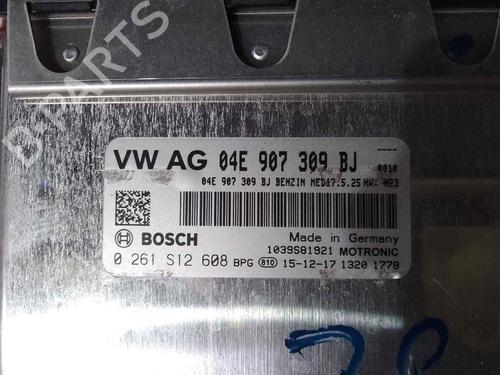 B-PARTS
VW AG 04E 907 309 BJ
04E 907 309 BJ BENZIN MED17.5.25 HW: H23
BOSCH
Made in Germany
1039S81921 MOTRONIC
0 261 S12 608 BPG 810 15-12-17 1320 1778